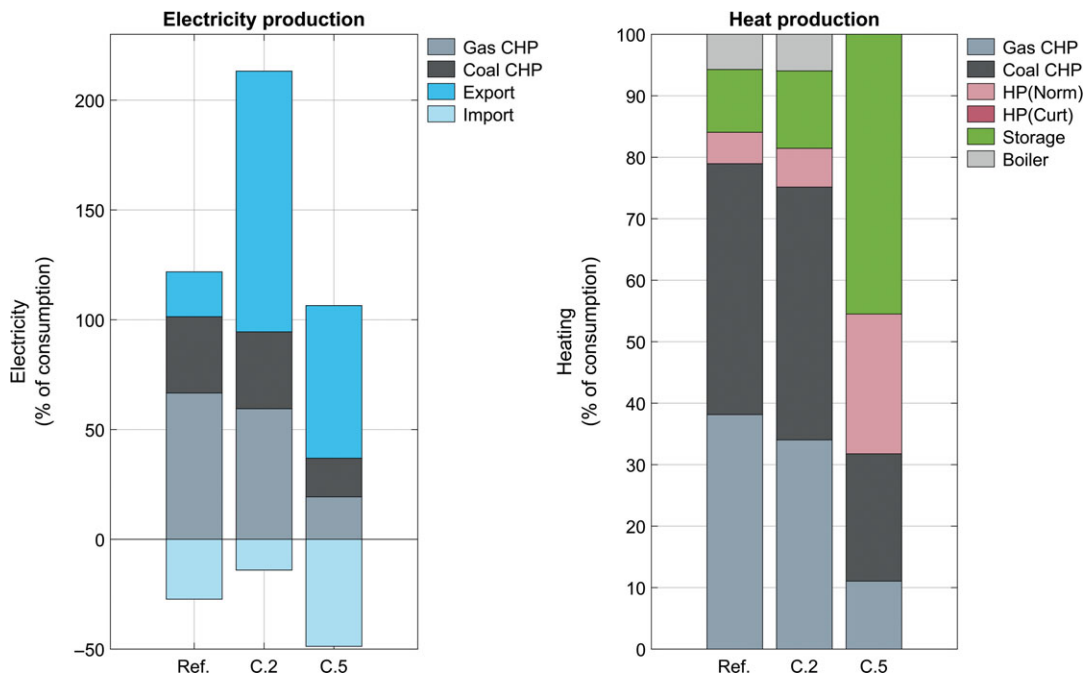 Electricity production
Gas CHP
Coal CHP
Export
Import
200
150
100
50
0
−50
Electricity
(% of consumption)
Ref.
C.2
C.5
Heat production
Gas CHP
Coal CHP
HP(Norm)
HP(Curt)
Storage
Boiler
100
90
80
70
60
50
40
30
20
10
0
Heating
(% of consumption)
Ref.
C.2
C.5